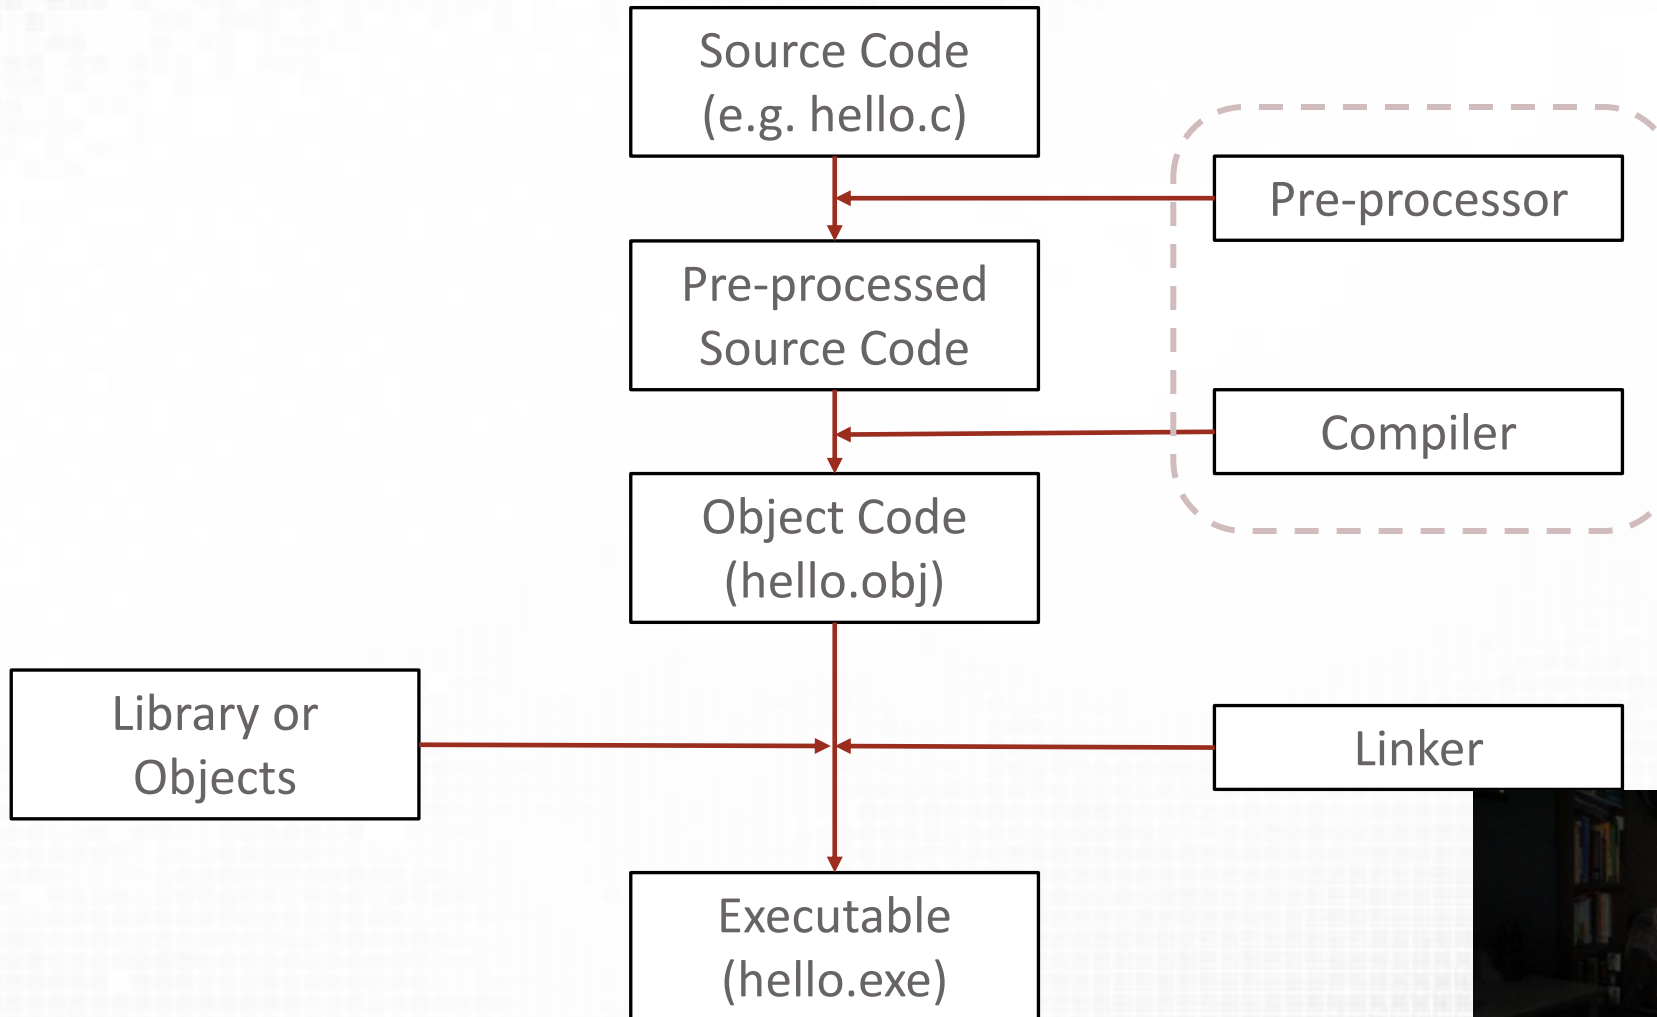 Source Code
(e.g. hello.c)
Pre-processor
Pre-processed
Source Code
Compiler
Object Code
(hello.obj)
Library or
Objects
Linker
Executable
(hello.exe)